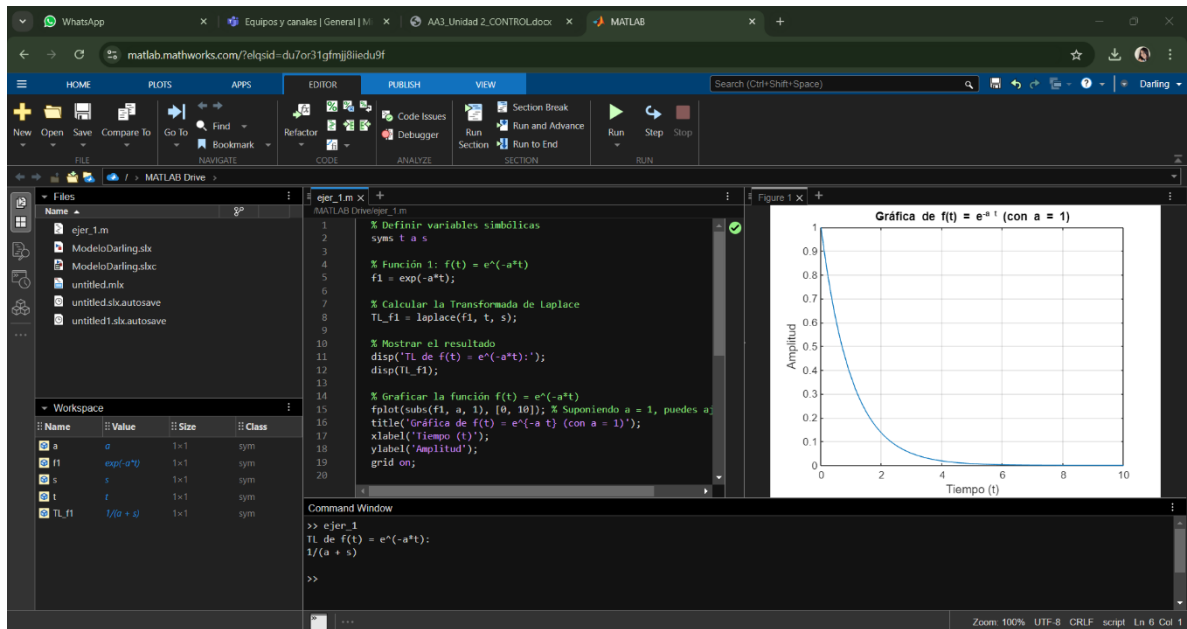 WhatsApp
Equipos y canales | General | Mi
AA3_Unidad 2_CONTROL.docx
MATLAB
matlab.mathworks.com/?elqsid=du7or31gfmjj8iiedu9f
HOME PLOTS APPS EDITOR PUBLISH VIEW
Search (Ctrl+Shift+Space)
Darling
New Open Save Compare To Go To Find Bookmark
Refactor Code Issues Debugger
Run Section Section Break Run and Advance Run to End
Run Step Stop
FILE NAVIGATE CODE ANALYZE SECTION RUN
/ > MATLAB Drive >
Files
Name
ejer_1.m
ModeloDarling.slx
ModeloDarling.slxc
untitled.mlx
untitled.slx.autosave
untitled1.slx.autosave
Workspace
Name Value Size Class
a a 1×1 sym
f1 exp(-a*t) 1×1 sym
s s 1×1 sym
t t 1×1 sym
TL_f1 1/(a + s) 1×1 sym
ejer_1.m
/MATLAB Drive/ejer_1.m
1 % Definir variables simbólicas
2 syms t a s
3
4 % Función 1: f(t) = e^(-a*t)
5 f1 = exp(-a*t);
6
7 % Calcular la Transformada de Laplace
8 TL_f1 = laplace(f1, t, s);
9
10 % Mostrar el resultado
11 disp('TL de f(t) = e^(-a*t):');
12 disp(TL_f1);
13
14 % Graficar la función f(t) = e^(-a*t)
15 fplot(subs(f1, a, 1), [0, 10]); % Suponiendo a = 1, puedes aj
16 title('Gráfica de f(t) = e^{-a t} (con a = 1)');
17 xlabel('Tiempo (t)');
18 ylabel('Amplitud');
19 grid on;
20
Figure 1
Gráfica de f(t) = e^-a t (con a = 1)
1
0.9
0.8
0.7
0.6
0.5
0.4
0.3
0.2
0.1
0
Amplitud
0 2 4 6 8 10
Tiempo (t)
Command Window
>> ejer_1
TL de f(t) = e^(-a*t):
1/(a + s)
>>
Zoom: 100% UTF-8 CRLF script Ln 6 Col 1